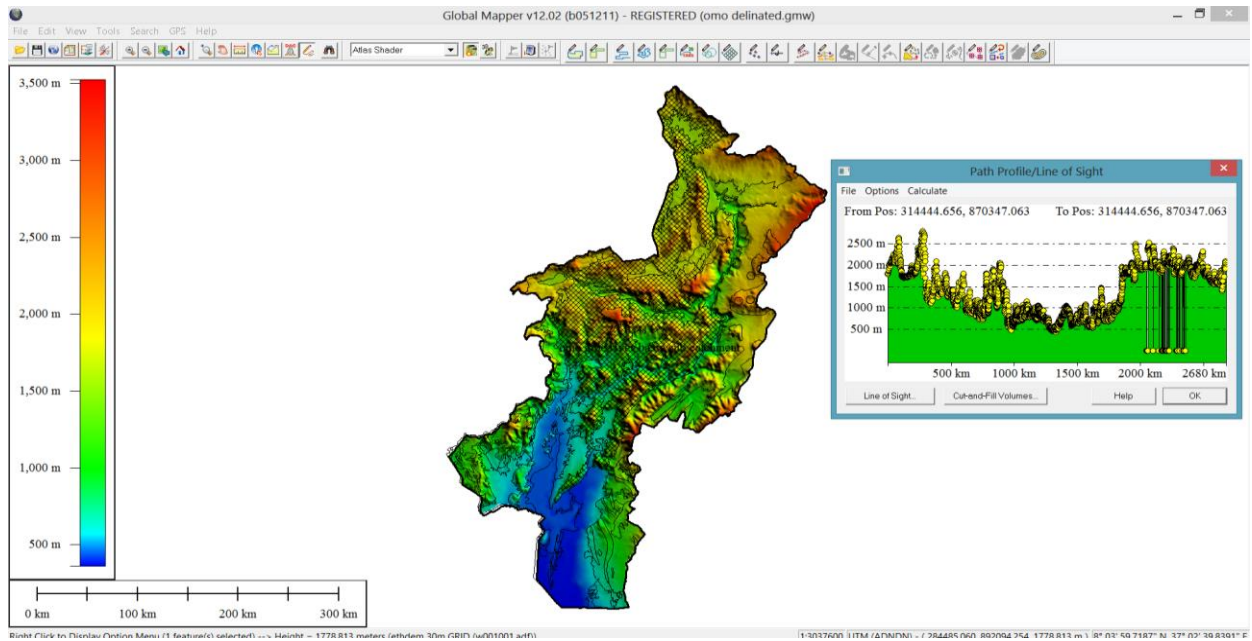 Global Mapper v12.02 (b051211) - REGISTERED (omo delinated.gmw)
File Edit View Tools Search GPS Help
Atlas Shader
3,500 m
3,000 m
2,500 m
2,000 m
1,500 m
1,000 m
500 m
0 km 100 km 200 km 300 km
Path Profile/Line of Sight
File Options Calculate
From Pos: 314444.656, 870347.063 To Pos: 314444.656, 870347.063
2500 m
2000 m
1500 m
1000 m
500 m
500 km 1000 km 1500 km 2000 km 2680 km
Line of Sight... Cut-and-Fill Volumes... Help OK
Right Click to Display Option Menu (1 feature(s) selected) --> Height = 1778.813 meters (ethdem 30m GRID (w001001.adf)) 1:3037600 UTM (ADNDN) - ( 284485.060, 892094.254, 1778.813 m ) 8° 03' 59.7187" N, 37° 02' 39.8391" E